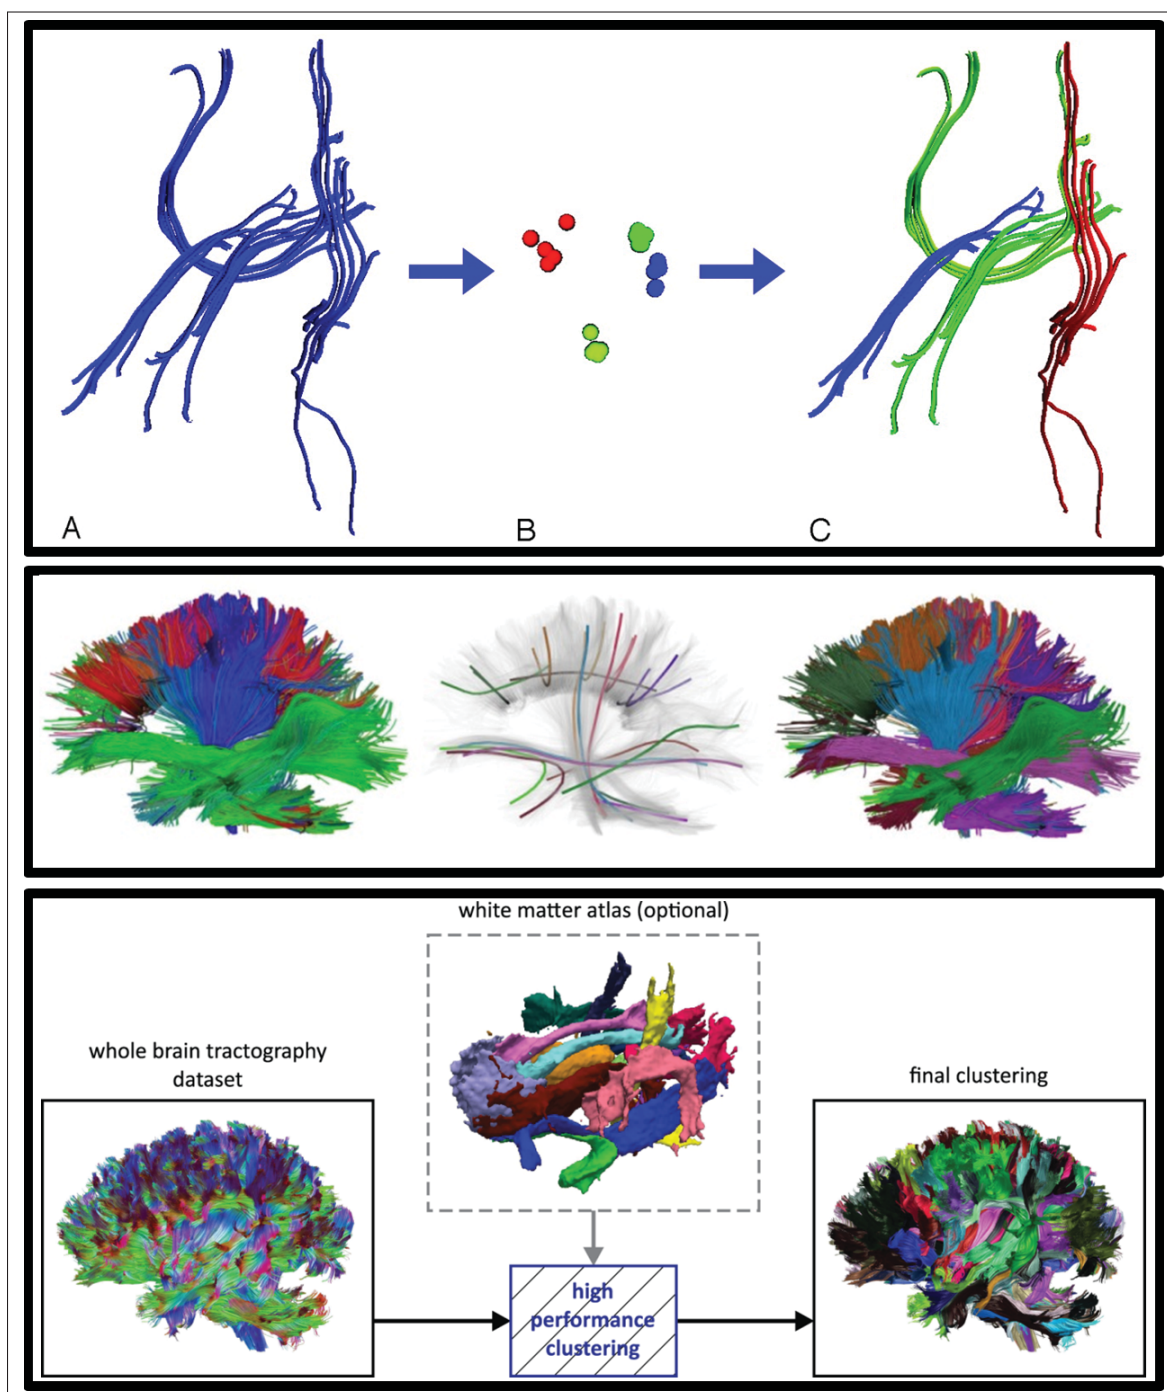 A
B
C
white matter atlas (optional)
whole brain tractography
dataset
final clustering
high
performance
clustering